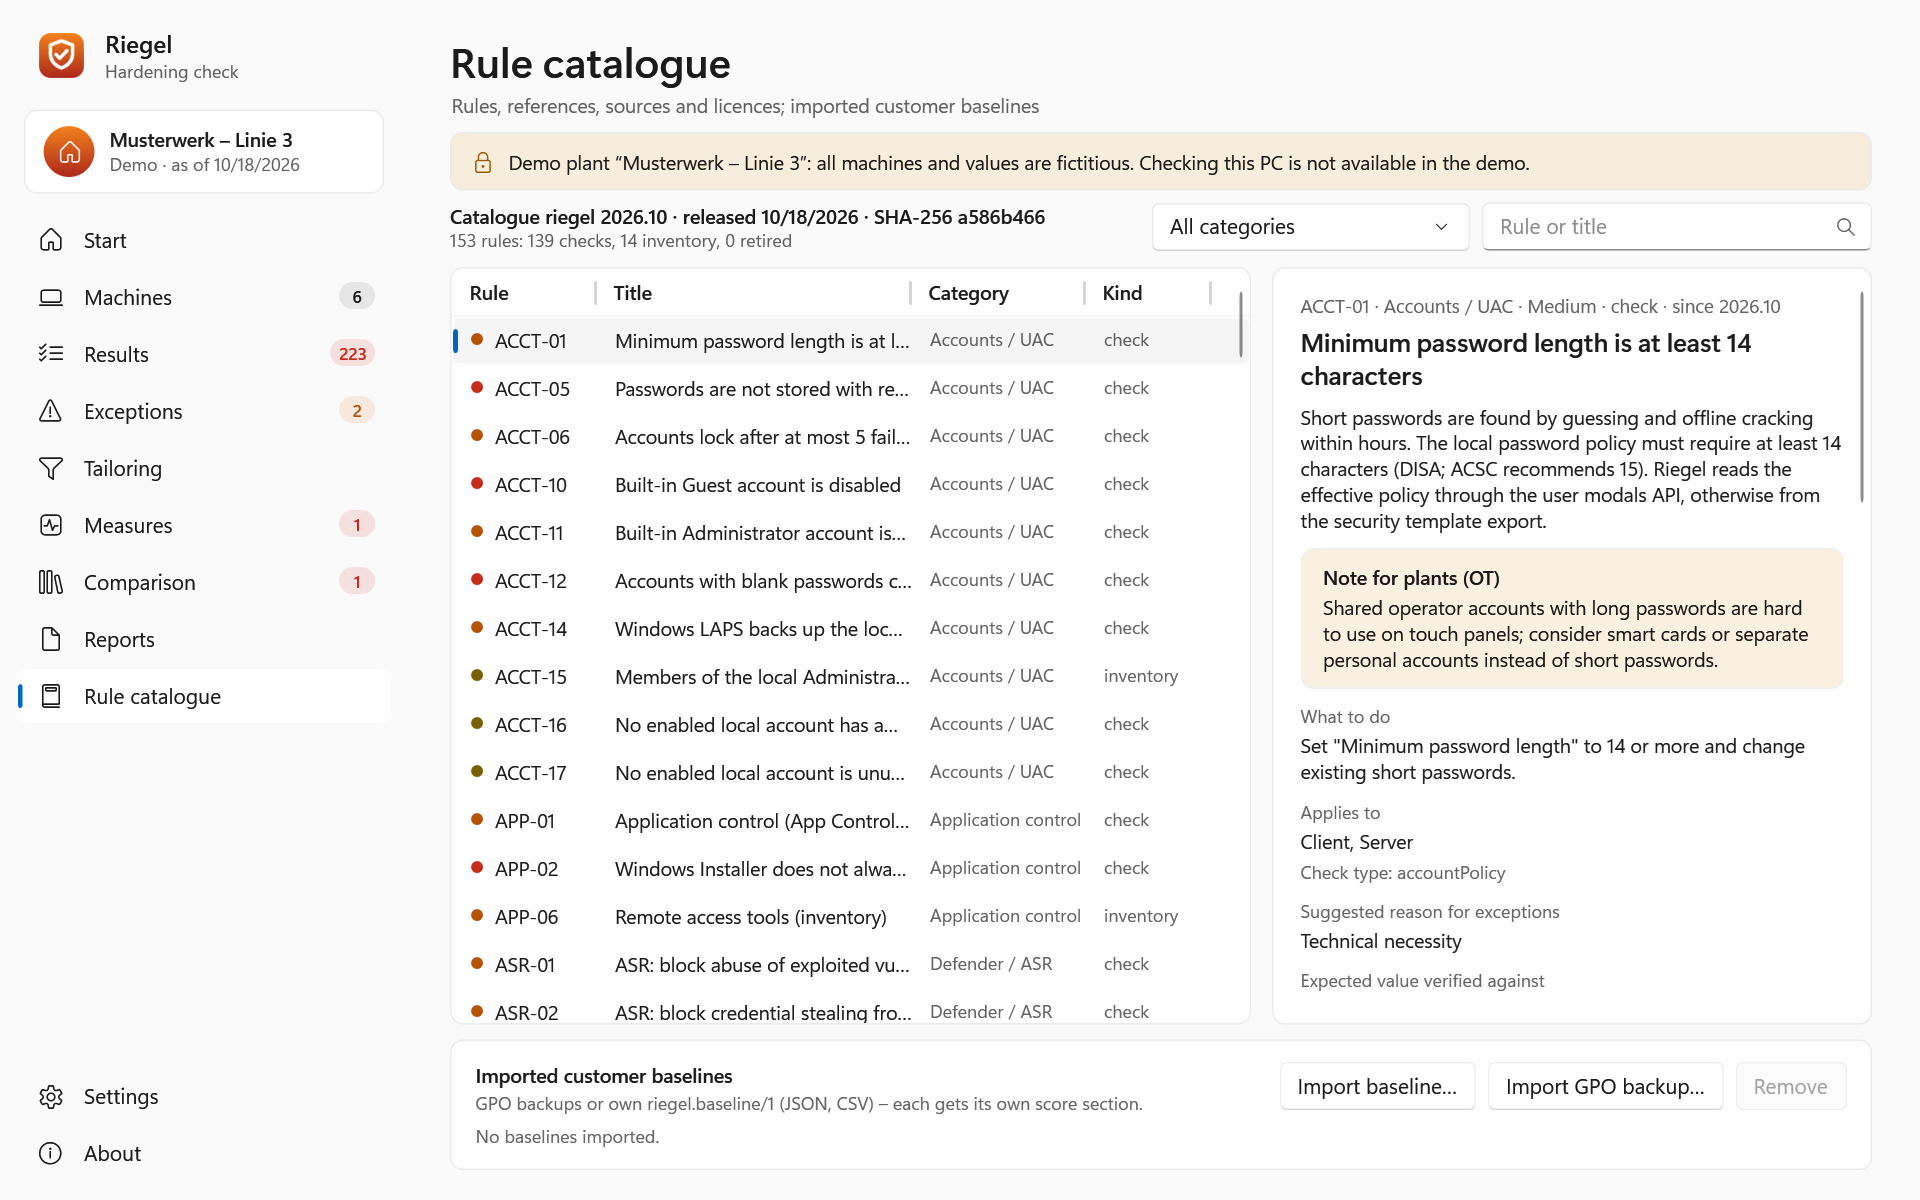 Riegel
Hardening check
Musterwerk – Linie 3
Demo · as of 10/18/2026
Start
Machines 6
Results 223
Exceptions 2
Tailoring
Measures 1
Comparison 1
Reports
Rule catalogue
Settings
About
Rule catalogue
Rules, references, sources and licences; imported customer baselines
Demo plant “Musterwerk – Linie 3”: all machines and values are fictitious. Checking this PC is not available in the demo.
Catalogue riegel 2026.10 · released 10/18/2026 · SHA-256 a586b466
153 rules: 139 checks, 14 inventory, 0 retired
All categories
Rule or title
Rule Title Category Kind
ACCT-01 Minimum password length is at l... Accounts / UAC check
ACCT-05 Passwords are not stored with re... Accounts / UAC check
ACCT-06 Accounts lock after at most 5 fail... Accounts / UAC check
ACCT-10 Built-in Guest account is disabled Accounts / UAC check
ACCT-11 Built-in Administrator account is... Accounts / UAC check
ACCT-12 Accounts with blank passwords c... Accounts / UAC check
ACCT-14 Windows LAPS backs up the loc... Accounts / UAC check
ACCT-15 Members of the local Administra... Accounts / UAC inventory
ACCT-16 No enabled local account has a... Accounts / UAC check
ACCT-17 No enabled local account is unu... Accounts / UAC check
APP-01 Application control (App Control... Application control check
APP-02 Windows Installer does not alwa... Application control check
APP-06 Remote access tools (inventory) Application control inventory
ASR-01 ASR: block abuse of exploited vu... Defender / ASR check
ASR-02 ASR: block credential stealing fro... Defender / ASR check
ACCT-01 · Accounts / UAC · Medium · check · since 2026.10
Minimum password length is at least 14
characters
Short passwords are found by guessing and offline cracking
within hours. The local password policy must require at least 14
characters (DISA; ACSC recommends 15). Riegel reads the
effective policy through the user modals API, otherwise from
the security template export.
Note for plants (OT)
Shared operator accounts with long passwords are hard
to use on touch panels; consider smart cards or separate
personal accounts instead of short passwords.
What to do
Set "Minimum password length" to 14 or more and change
existing short passwords.
Applies to
Client, Server
Check type: accountPolicy
Suggested reason for exceptions
Technical necessity
Expected value verified against
Imported customer baselines
GPO backups or own riegel.baseline/1 (JSON, CSV) – each gets its own score section.
No baselines imported.
Import baseline...
Import GPO backup...
Remove